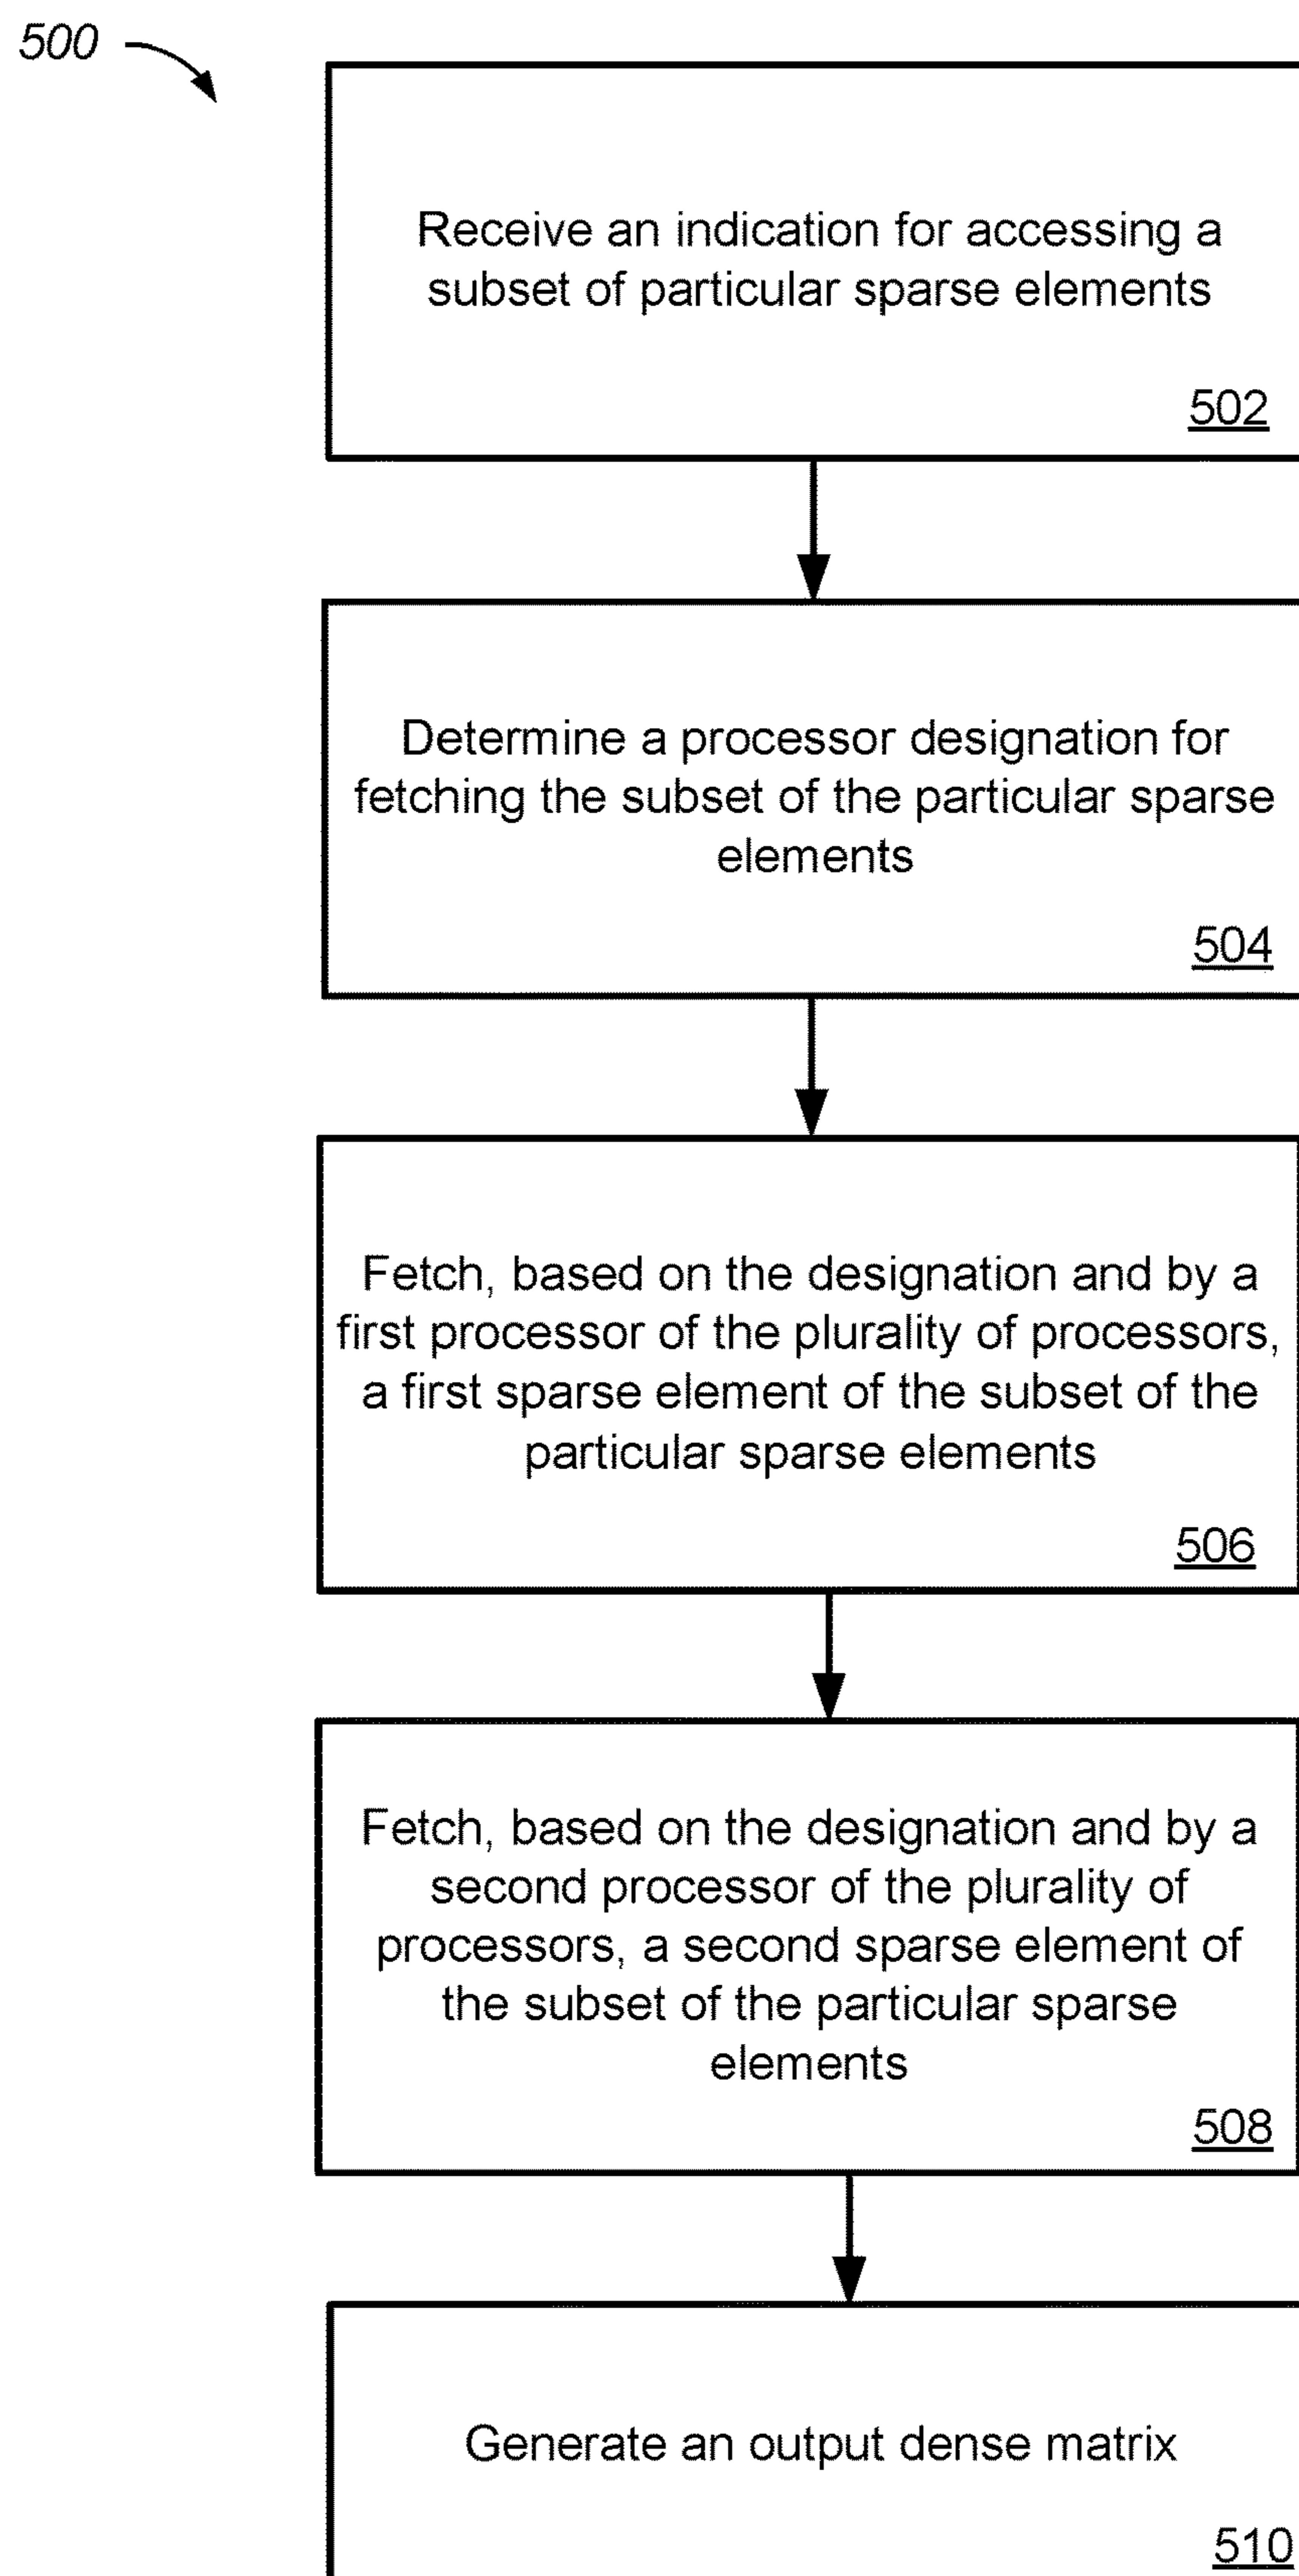 500
Receive an indication for accessing a
subset of particular sparse elements
502
Determine a processor designation for
fetching the subset of the particular sparse
elements
504
Fetch, based on the designation and by a
first processor of the plurality of processors,
a first sparse element of the subset of the
particular sparse elements
506
Fetch, based on the designation and by a
second processor of the plurality of
processors, a second sparse element of
the subset of the particular sparse
elements
508
Generate an output dense matrix
510